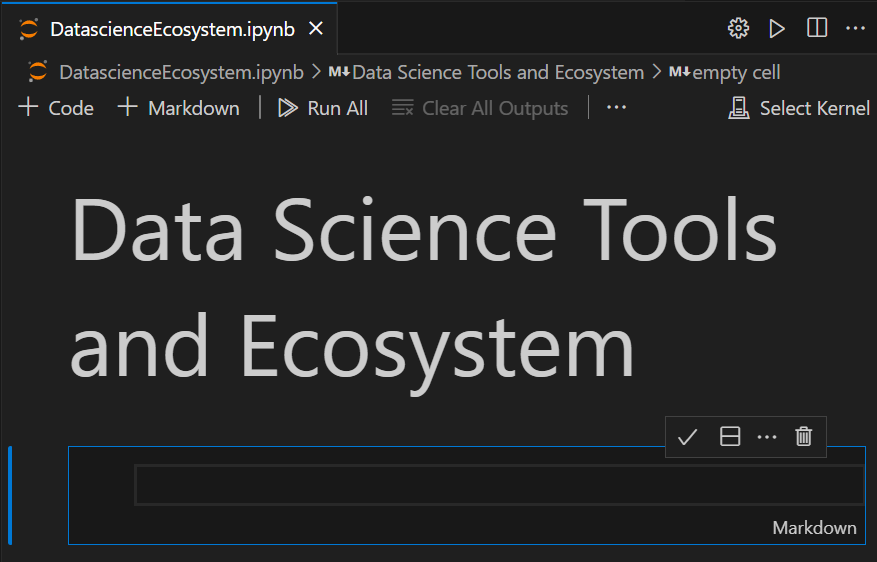 DatascienceEcosystem.ipynb
DatascienceEcosystem.ipynb > M↓Data Science Tools and Ecosystem > M↓empty cell
+ Code + Markdown | Run All Clear All Outputs | ... Select Kernel
Data Science Tools
and Ecosystem
Markdown